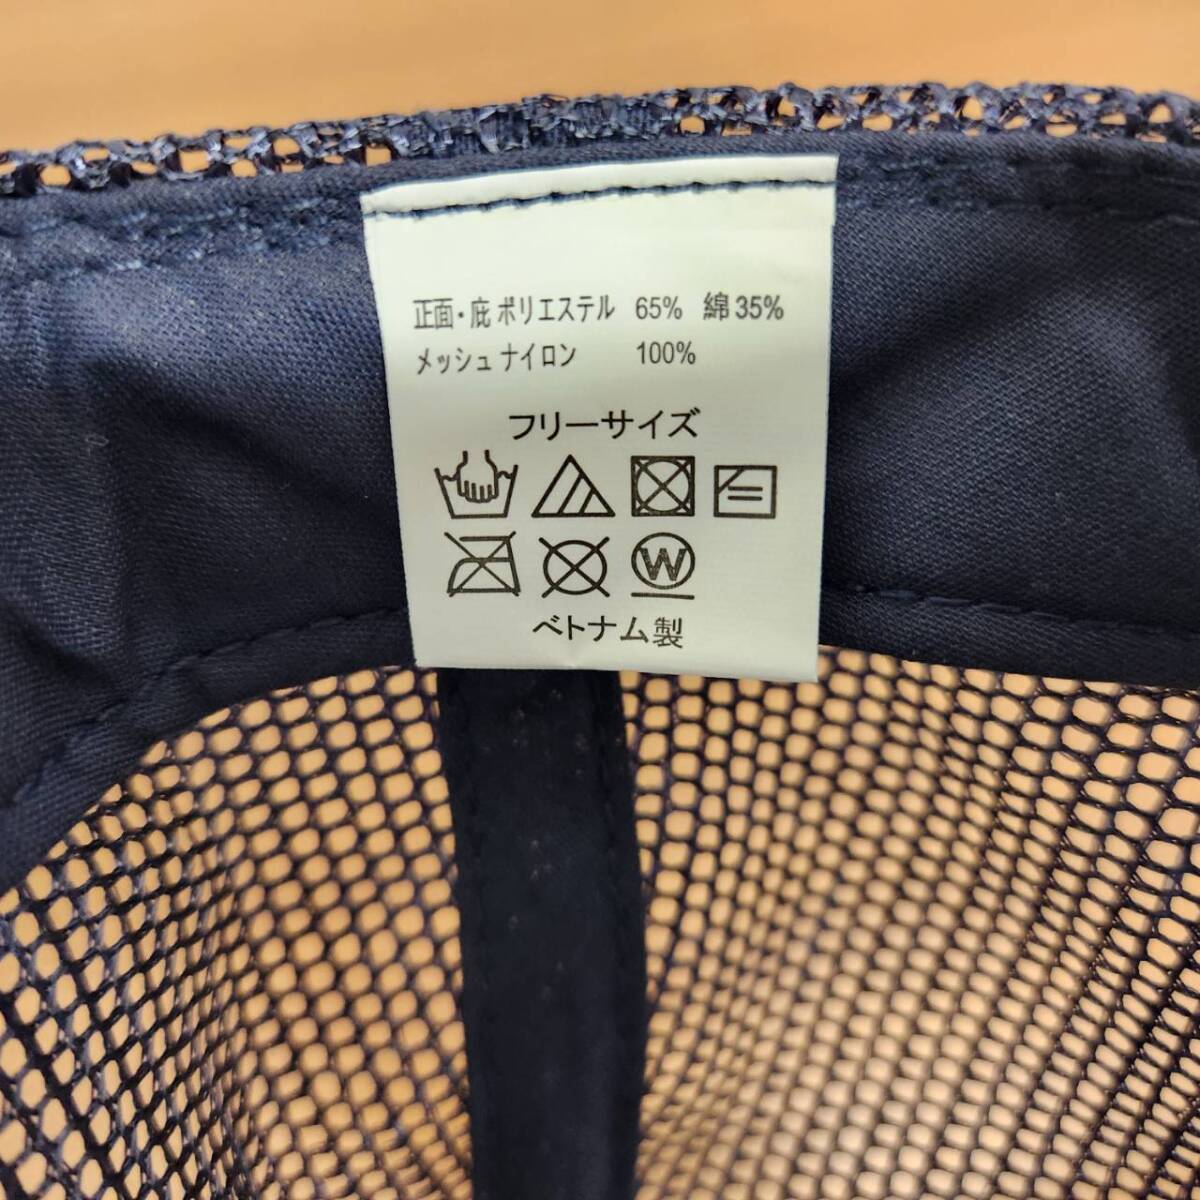 正面・庇 ポリエステル 65% 綿 35%
メッシュ ナイロン 100%
フリーサイズ
W
ベトナム製